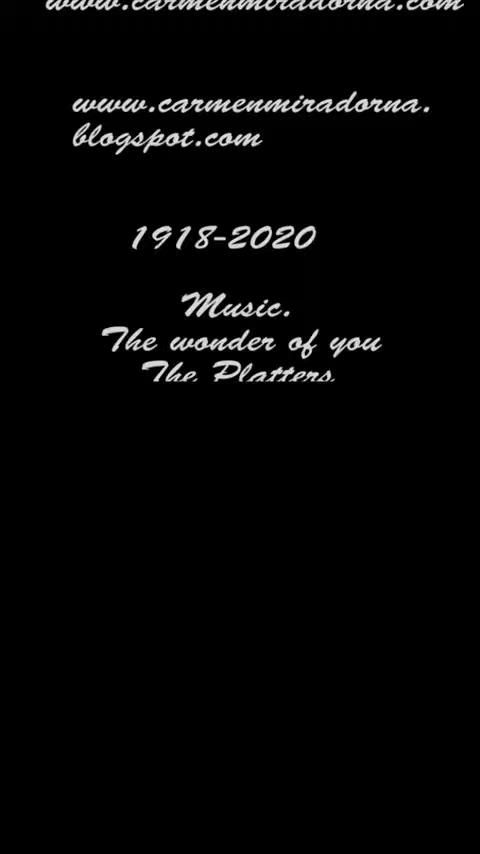 www.carmenmiradorna.com
www.carmenmiradorna.
blogspot.com
1918-2020
Music.
The wonder of you
The Platters